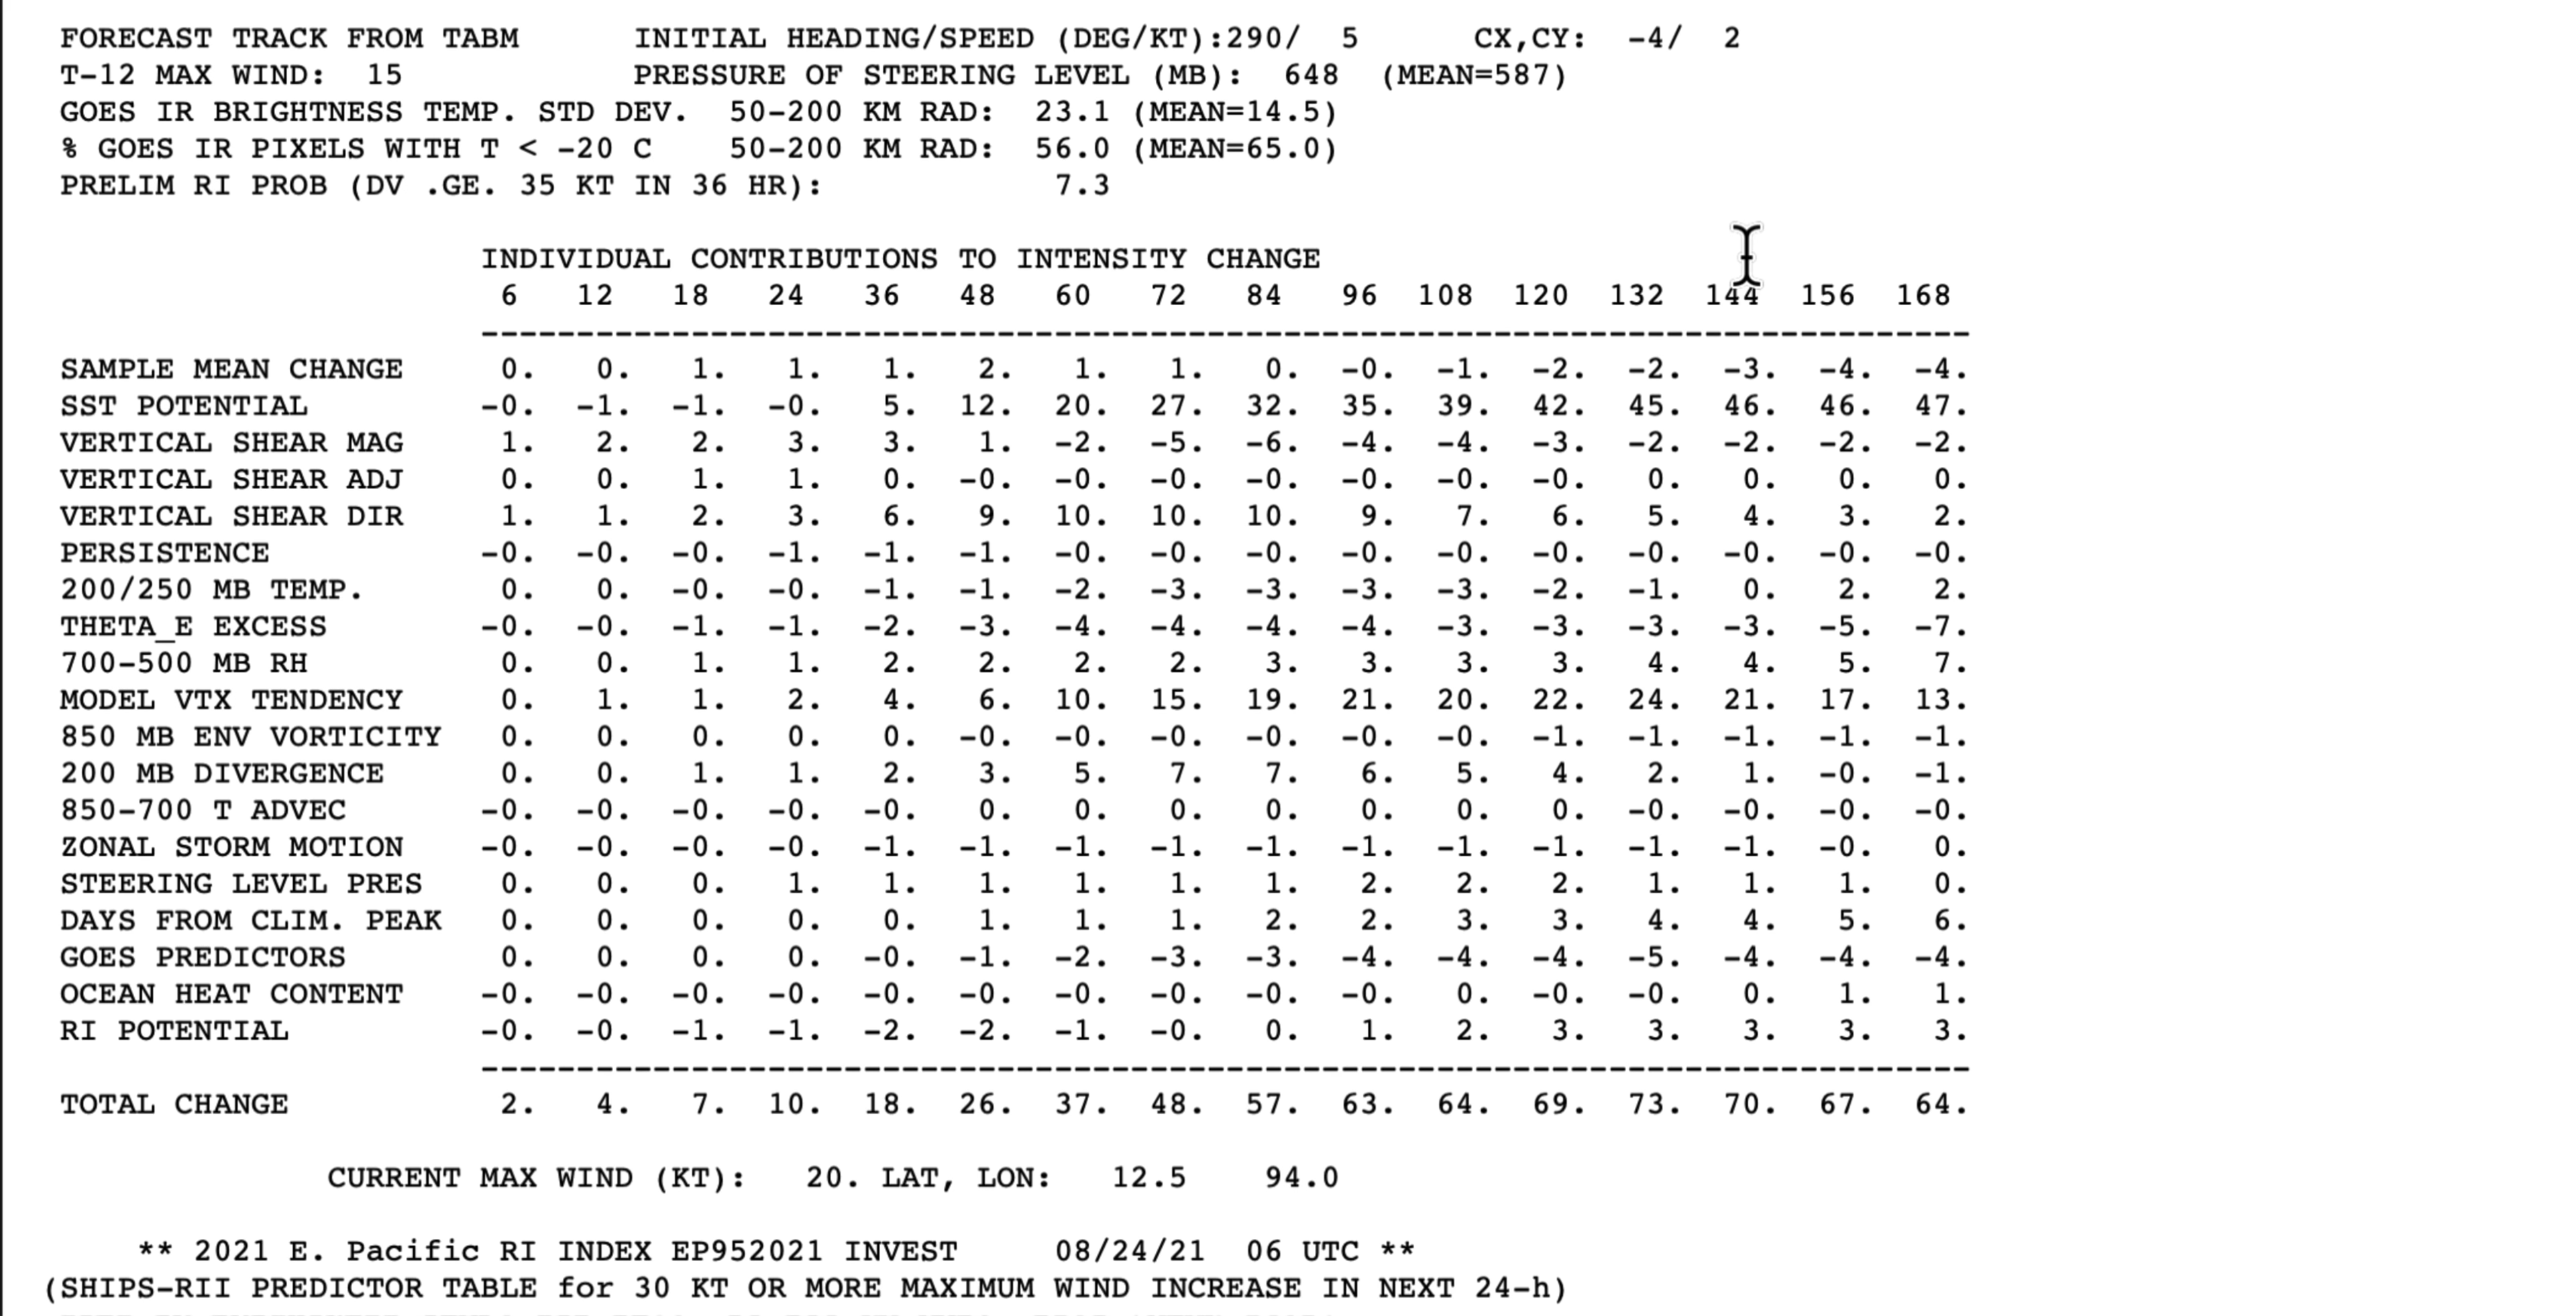 FORECAST TRACK FROM TABM      INITIAL HEADING/SPEED (DEG/KT):290/  5      CX,CY:  -4/  2
T-12 MAX WIND:  15            PRESSURE OF STEERING LEVEL (MB):  648  (MEAN=587)
GOES IR BRIGHTNESS TEMP. STD DEV.  50-200 KM RAD:  23.1 (MEAN=14.5)
% GOES IR PIXELS WITH T < -20 C    50-200 KM RAD:  56.0 (MEAN=65.0)
PRELIM RI PROB (DV .GE. 35 KT IN 36 HR):            7.3
INDIVIDUAL CONTRIBUTIONS TO INTENSITY CHANGE
6   12   18   24   36   48   60   72   84   96  108  120  132  144  156  168
----------------------------------------------------------------------------------
SAMPLE MEAN CHANGE     0.   0.   1.   1.   1.   2.   1.   1.   0.  -0.  -1.  -2.  -2.  -3.  -4.  -4.
SST POTENTIAL         -0.  -1.  -1.  -0.   5.  12.  20.  27.  32.  35.  39.  42.  45.  46.  46.  47.
VERTICAL SHEAR MAG     1.   2.   2.   3.   3.   1.  -2.  -5.  -6.  -4.  -4.  -3.  -2.  -2.  -2.  -2.
VERTICAL SHEAR ADJ     0.   0.   1.   1.   0.  -0.  -0.  -0.  -0.  -0.  -0.  -0.   0.   0.   0.   0.
VERTICAL SHEAR DIR     1.   1.   2.   3.   6.   9.  10.  10.  10.   9.   7.   6.   5.   4.   3.   2.
PERSISTENCE           -0.  -0.  -0.  -1.  -1.  -1.  -0.  -0.  -0.  -0.  -0.  -0.  -0.  -0.  -0.  -0.
200/250 MB TEMP.       0.   0.  -0.  -0.  -1.  -1.  -2.  -3.  -3.  -3.  -3.  -2.  -1.   0.   2.   2.
THETA_E EXCESS        -0.  -0.  -1.  -1.  -2.  -3.  -4.  -4.  -4.  -4.  -3.  -3.  -3.  -3.  -5.  -7.
700-500 MB RH          0.   0.   1.   1.   2.   2.   2.   2.   3.   3.   3.   3.   4.   4.   5.   7.
MODEL VTX TENDENCY     0.   1.   1.   2.   4.   6.  10.  15.  19.  21.  20.  22.  24.  21.  17.  13.
850 MB ENV VORTICITY   0.   0.   0.   0.   0.  -0.  -0.  -0.  -0.  -0.  -0.  -1.  -1.  -1.  -1.  -1.
200 MB DIVERGENCE      0.   0.   1.   1.   2.   3.   5.   7.   7.   6.   5.   4.   2.   1.  -0.  -1.
850-700 T ADVEC       -0.  -0.  -0.  -0.  -0.   0.   0.   0.   0.   0.   0.   0.  -0.  -0.  -0.  -0.
ZONAL STORM MOTION    -0.  -0.  -0.  -0.  -1.  -1.  -1.  -1.  -1.  -1.  -1.  -1.  -1.  -1.  -0.   0.
STEERING LEVEL PRES    0.   0.   0.   1.   1.   1.   1.   1.   1.   2.   2.   2.   1.   1.   1.   0.
DAYS FROM CLIM. PEAK   0.   0.   0.   0.   0.   1.   1.   1.   2.   2.   3.   3.   4.   4.   5.   6.
GOES PREDICTORS        0.   0.   0.   0.  -0.  -1.  -2.  -3.  -3.  -4.  -4.  -4.  -5.  -4.  -4.  -4.
OCEAN HEAT CONTENT    -0.  -0.  -0.  -0.  -0.  -0.  -0.  -0.  -0.  -0.   0.  -0.  -0.   0.   1.   1.
RI POTENTIAL          -0.  -0.  -1.  -1.  -2.  -2.  -1.  -0.   0.   1.   2.   3.   3.   3.   3.   3.
----------------------------------------------------------------------------------
TOTAL CHANGE           2.   4.   7.  10.  18.  26.  37.  48.  57.  63.  64.  69.  73.  70.  67.  64.
CURRENT MAX WIND (KT):   20. LAT, LON:   12.5    94.0
** 2021 E. Pacific RI INDEX EP952021 INVEST     08/24/21  06 UTC **
(SHIPS-RII PREDICTOR TABLE for 30 KT OR MORE MAXIMUM WIND INCREASE IN NEXT 24-h)